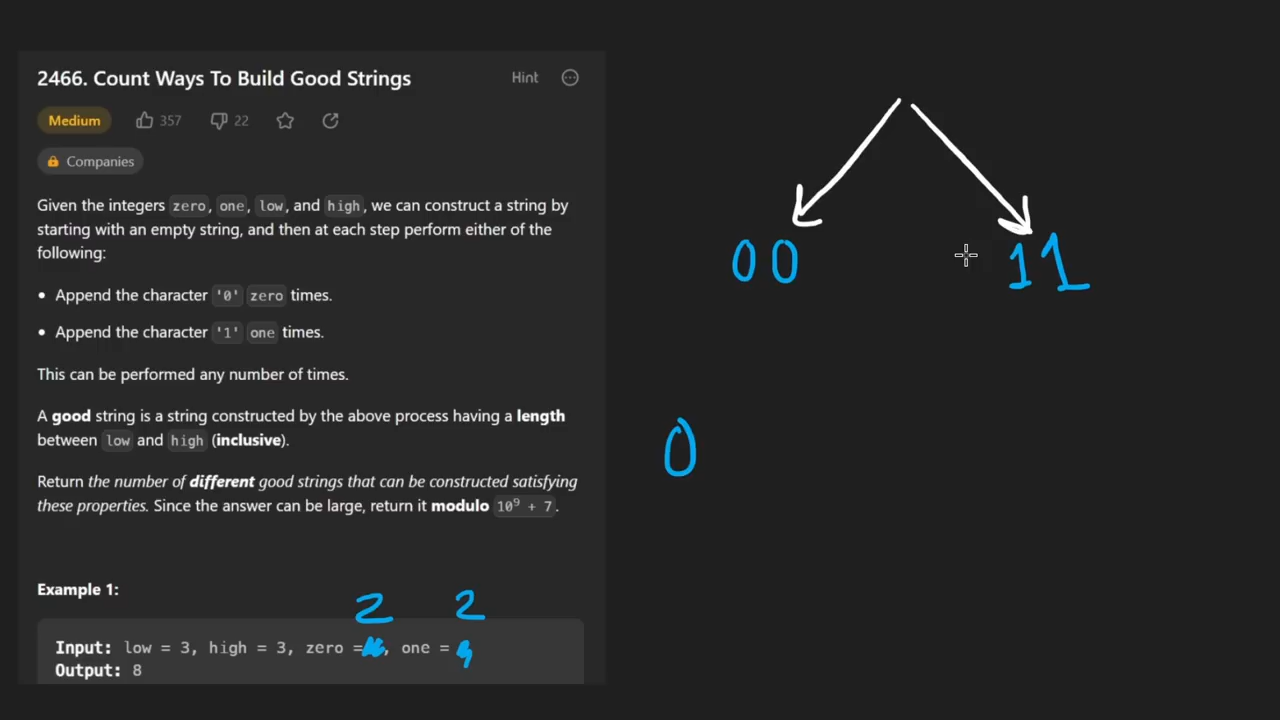 2466. Count Ways To Build Good Strings
Hint
Medium
357
22
Companies
Given the integers zero, one, low, and high, we can construct a string by
starting with an empty string, and then at each step perform either of the
following:
• Append the character '0' zero times.
• Append the character '1' one times.
This can be performed any number of times.
A good string is a string constructed by the above process having a length
between low and high (inclusive).
Return the number of different good strings that can be constructed satisfying
these properties. Since the answer can be large, return it modulo 10⁹ + 7.
Example 1:
2 2
Input: low = 3, high = 3, zero = , one =
Output: 8
00 11
0